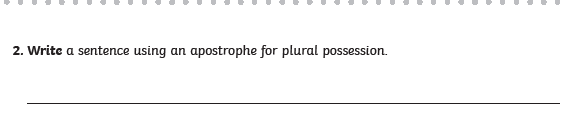 2. Write a sentence using an apostrophe for plural possession.